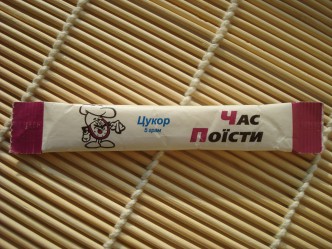 Цукор
5 грам
Час
Поїсти